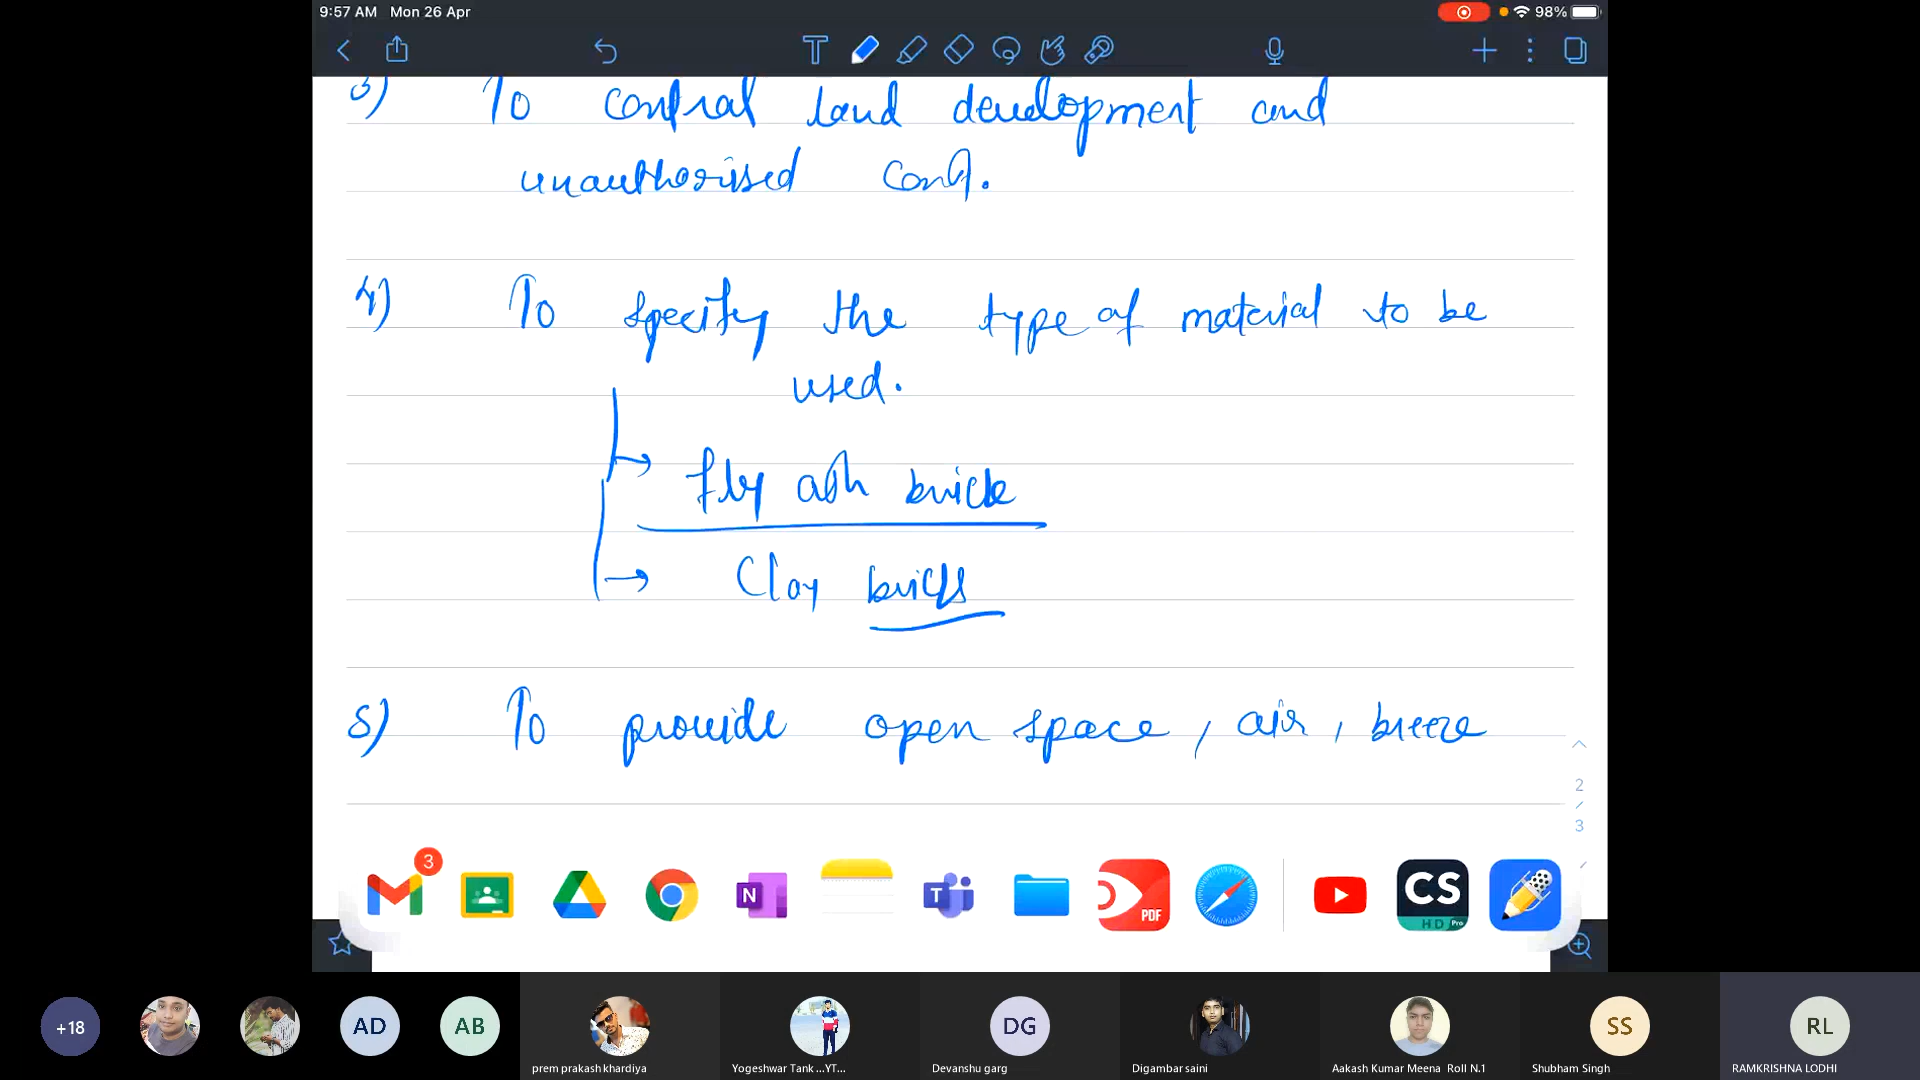 9:57 AM Mon 26 Apr
98%
3) To control land development and
unauthorised const.
4) To specify the type of material to be
used.
→ fly ash brick
→ Clay bricks
5) To provide open space, air, breeze
2
/
3
3
N
T
PDF
CS
HD Pro
+18
AD
AB
DG
SS
RL
prem prakash khardiya
Yogeshwar Tank ...YT...
Devanshu garg
Digambar saini
Aakash Kumar Meena Roll N.1
Shubham Singh
RAMKRISHNA LODHI